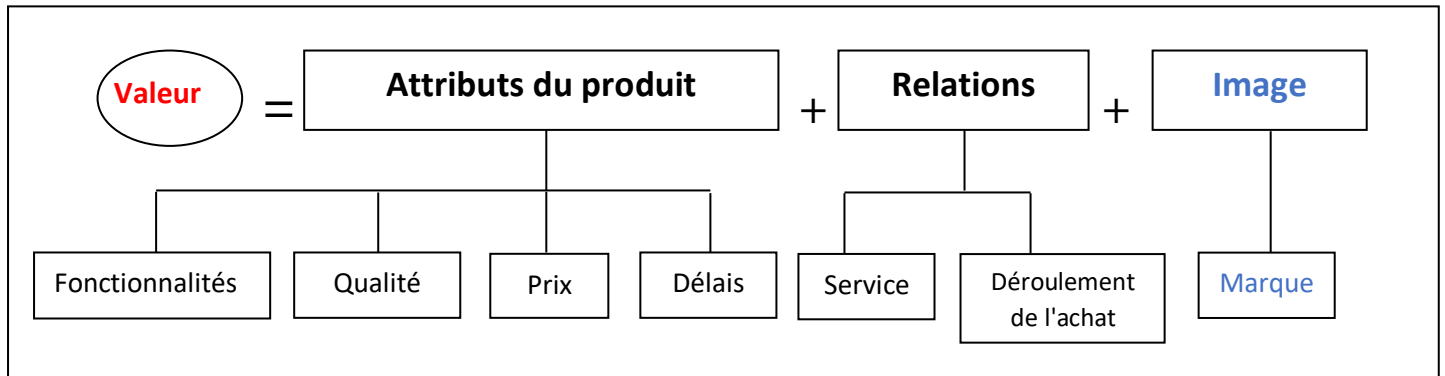 Valeur = Attributs du produit + Relations + Image
Fonctionnalités Qualité Prix Délais Service Déroulement Marque
de l'achat